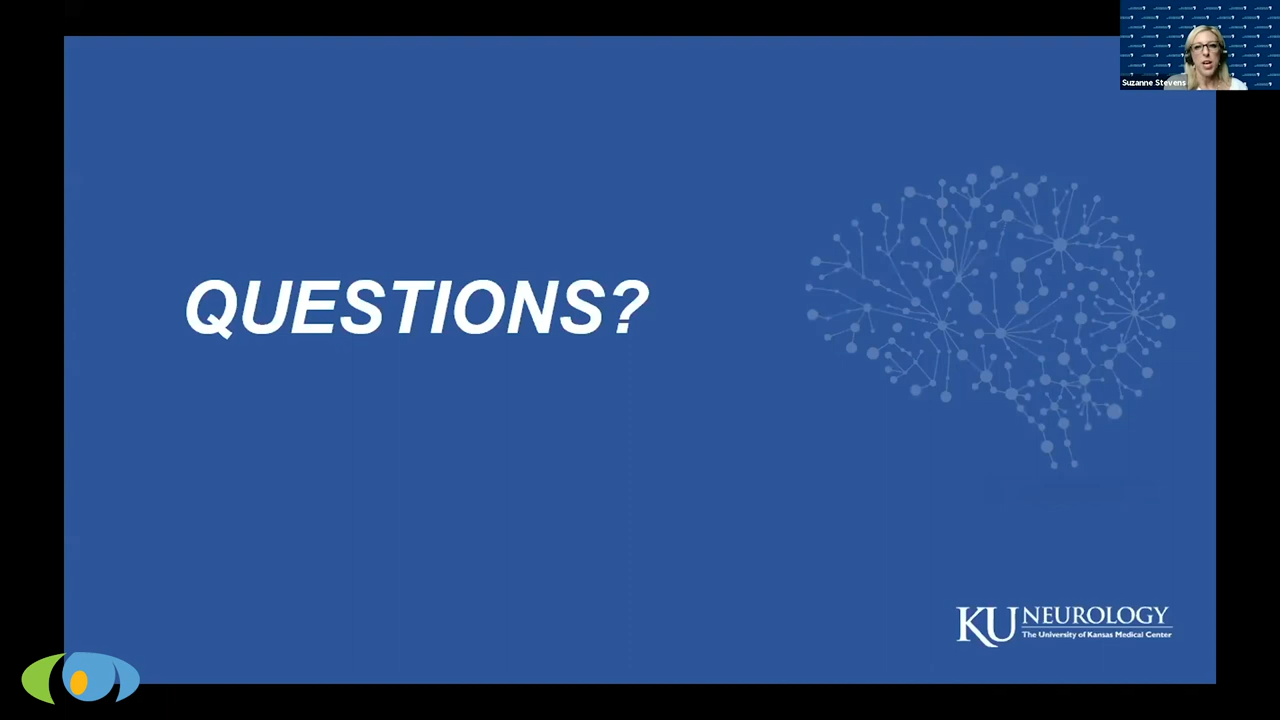 Suzanne Stevens
QUESTIONS?
KU NEUROLOGY
The University of Kansas Medical Center